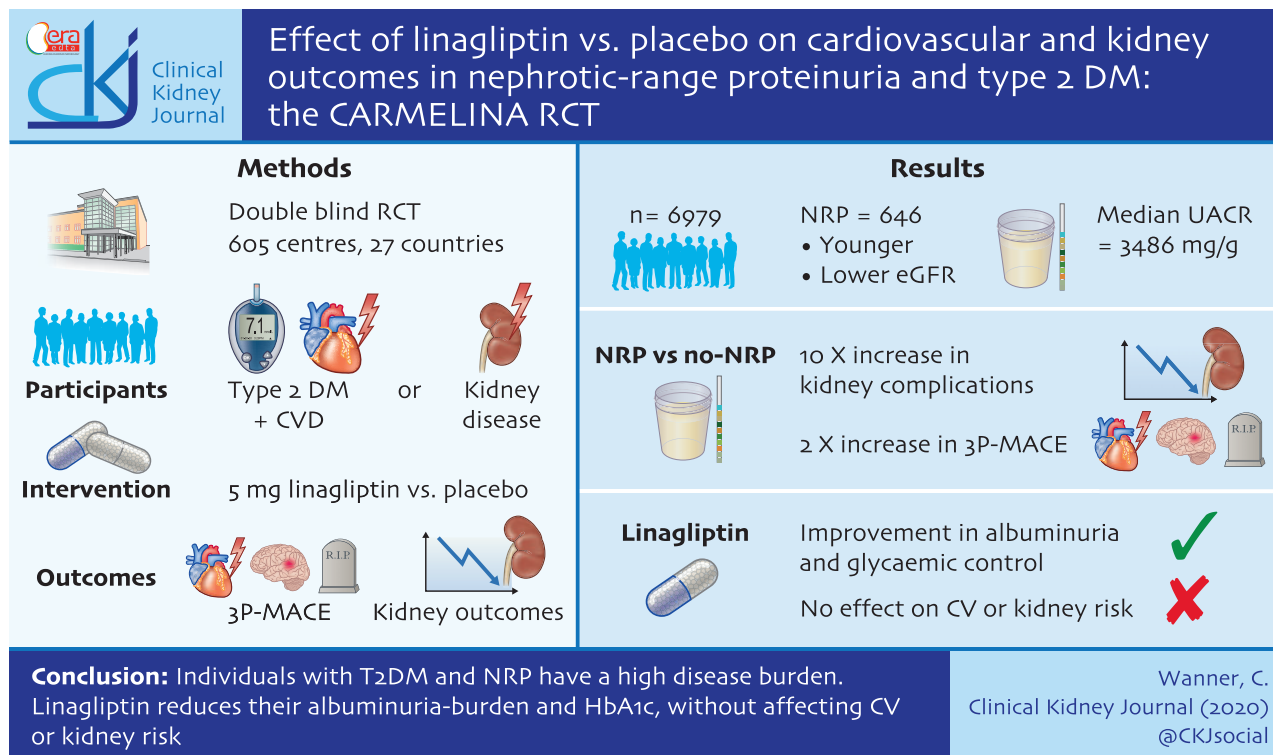 era
edta
ckj
Clinical
Kidney
Journal
Effect of linagliptin vs. placebo on cardiovascular and kidney
outcomes in nephrotic-range proteinuria and type 2 DM:
the CARMELINA RCT
Methods
Double blind RCT
605 centres, 27 countries
7.1
Participants
Type 2 DM
+ CVD
or
Kidney
disease
Intervention
5 mg linagliptin vs. placebo
Outcomes
R.I.P.
3P-MACE
Kidney outcomes
Results
n= 6979
NRP = 646
• Younger
• Lower eGFR
Median UACR
= 3486 mg/g
NRP vs no-NRP
10 X increase in
kidney complications
2 X increase in 3P-MACE
R.I.P.
Linagliptin
Improvement in albuminuria
and glycaemic control
No effect on CV or kidney risk
Conclusion: Individuals with T2DM and NRP have a high disease burden.
Linagliptin reduces their albuminuria-burden and HbA1c, without affecting CV
or kidney risk
Wanner, C.
Clinical Kidney Journal (2020)
@CKJsocial